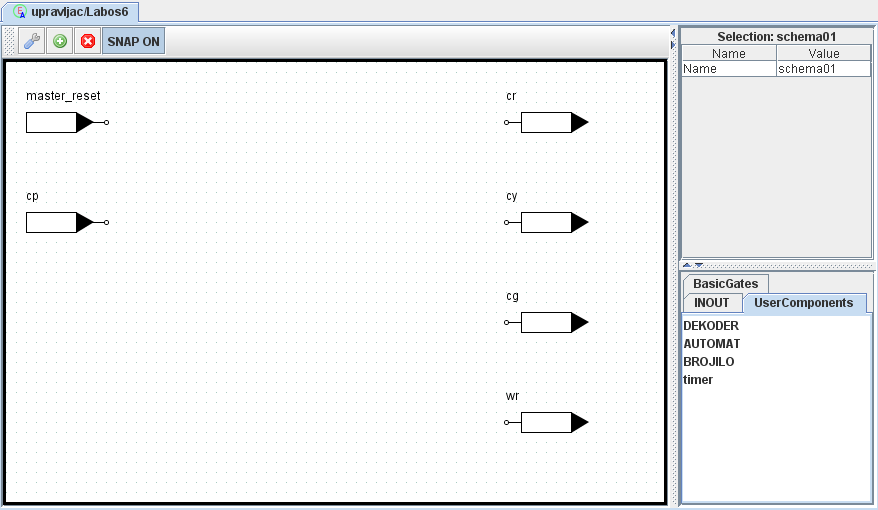 upravljac/Labos6
SNAP ON
master_reset
cp
cr
cy
cg
wr
Selection: schema01
Name Value
Name schema01
BasicGates
INOUT UserComponents
DEKODER
AUTOMAT
BROJILO
timer